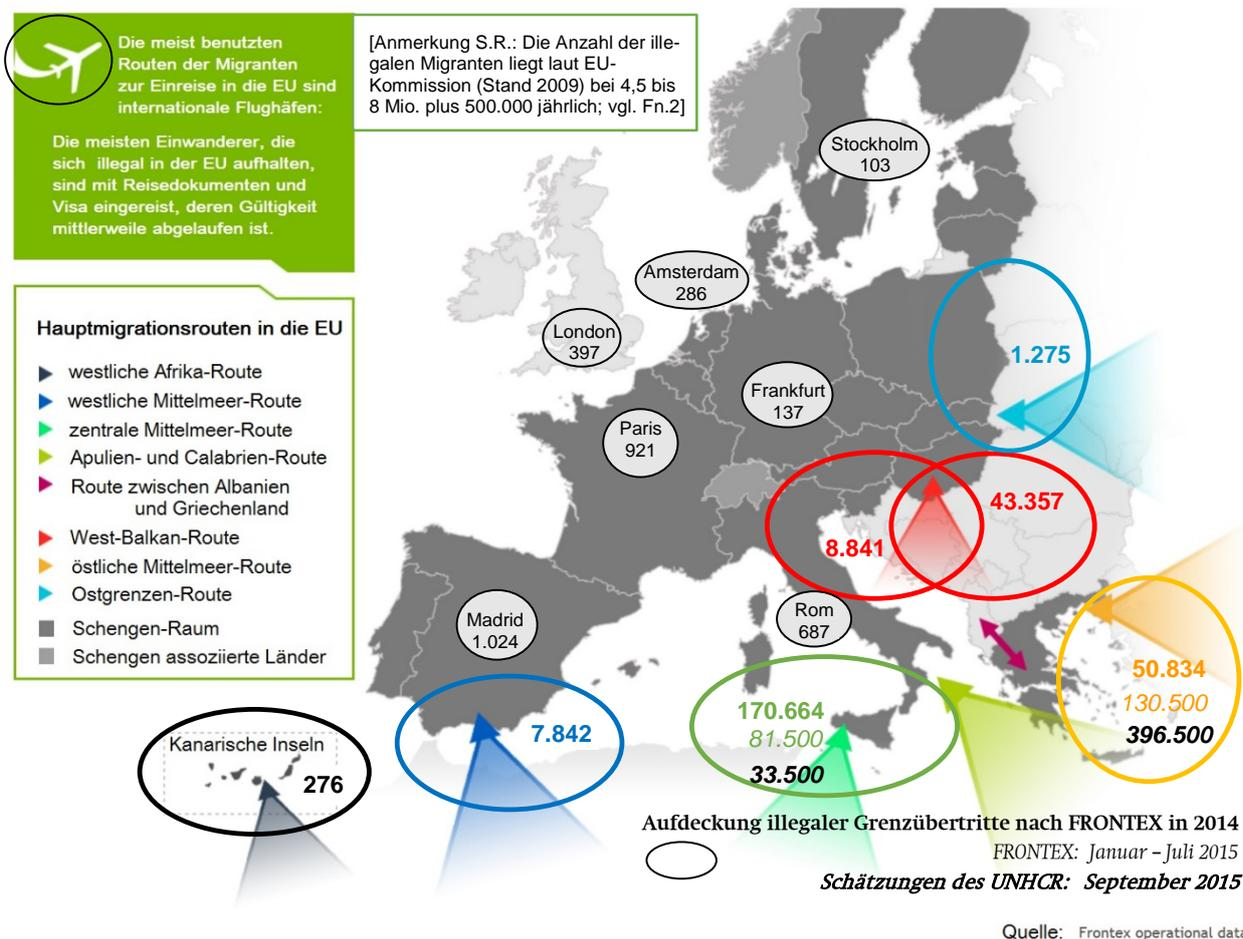 Die meist benutzten
Routen der Migranten
zur Einreise in die EU sind
internationale Flughäfen:
Die meisten Einwanderer, die
sich illegal in der EU aufhalten,
sind mit Reisedokumenten und
Visa eingereist, deren Gültigkeit
mittlerweile abgelaufen ist.
[Anmerkung S.R.: Die Anzahl der ille-
galen Migranten liegt laut EU-
Kommission (Stand 2009) bei 4,5 bis
8 Mio. plus 500.000 jährlich; vgl. Fn.2]
Stockholm
103
Amsterdam
286
London
397
Frankfurt
137
Paris
921
1.275
43.357
8.841
Madrid
1.024
Rom
687
Hauptmigrationsrouten in die EU
westliche Afrika-Route
westliche Mittelmeer-Route
zentrale Mittelmeer-Route
Apulien- und Calabrien-Route
Route zwischen Albanien
und Griechenland
West-Balkan-Route
östliche Mittelmeer-Route
Ostgrenzen-Route
Schengen-Raum
Schengen assoziierte Länder
Kanarische Inseln
276
7.842
170.664
81.500
33.500
50.834
130.500
396.500
Aufdeckung illegaler Grenzübertritte nach FRONTEX in 2014
FRONTEX: Januar – Juli 2015
Schätzungen des UNHCR: September 2015
Quelle: Frontex operational data